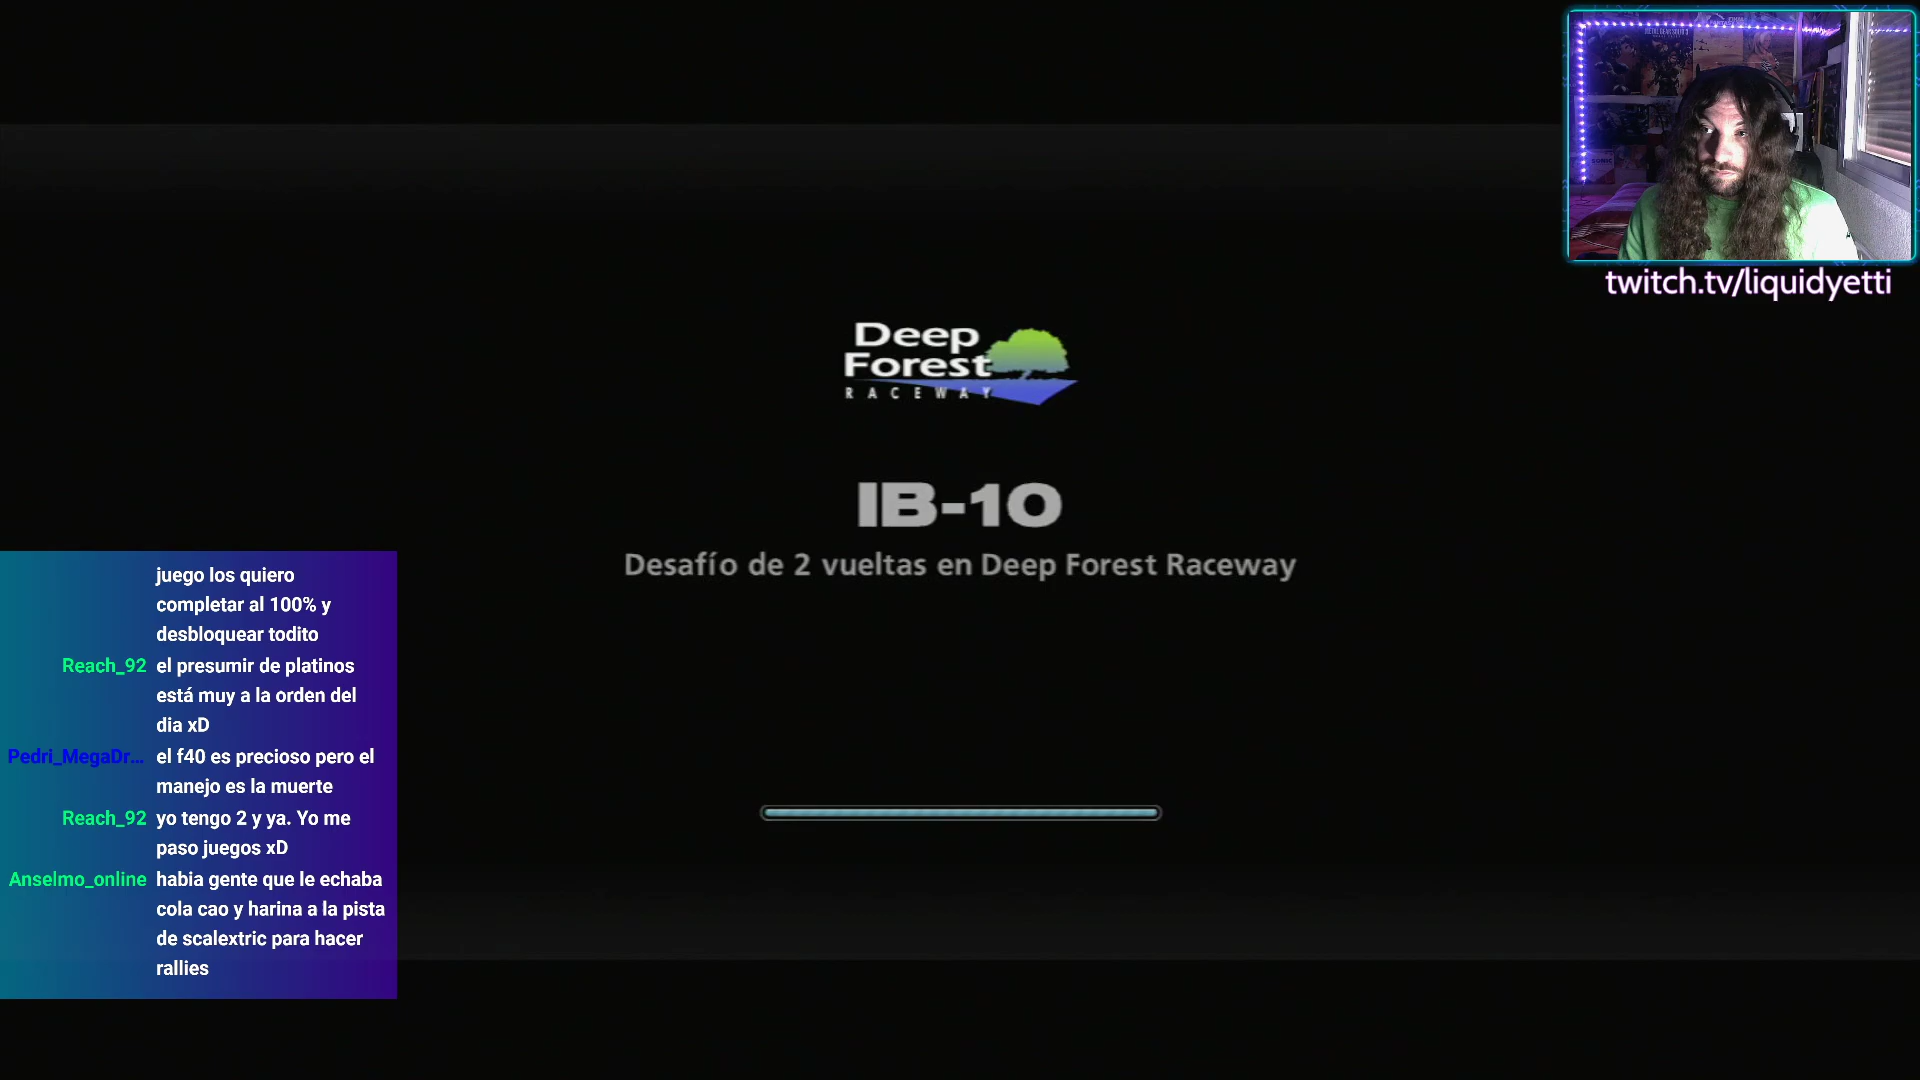 twitch.tv/liquidyetti
Deep
Forest
RACEWAY
IB-10
Desafío de 2 vueltas en Deep Forest Raceway
juego los quiero
completar al 100% y
desbloquear todito
Reach_92 el presumir de platinos
está muy a la orden del
dia xD
Pedri_MegaDr... el f40 es precioso pero el
manejo es la muerte
Reach_92 yo tengo 2 y ya. Yo me
paso juegos xD
Anselmo_online habia gente que le echaba
cola cao y harina a la pista
de scalextric para hacer
rallies